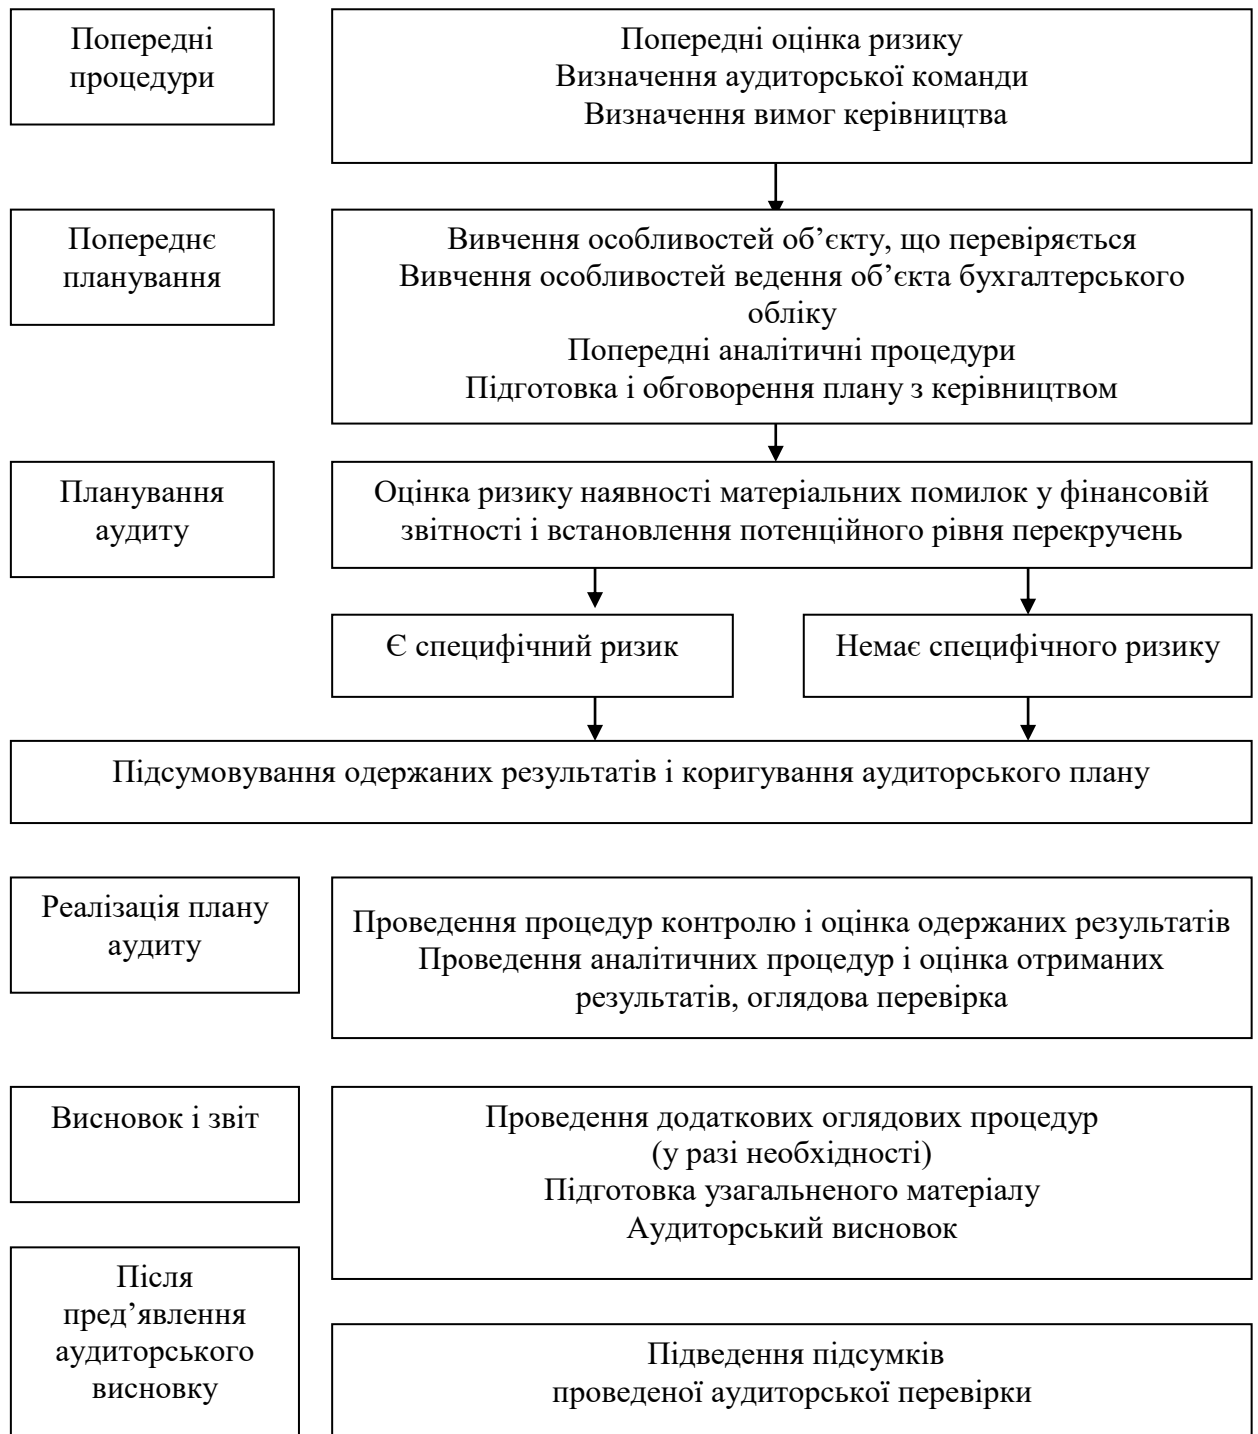 Попередні
процедури
Попередні оцінка ризику
Визначення аудиторської команди
Визначення вимог керівництва
Попереднє
планування
Вивчення особливостей об’єкту, що перевіряється
Вивчення особливостей ведення об’єкта бухгалтерського
обліку
Попередні аналітичні процедури
Підготовка і обговорення плану з керівництвом
Планування
аудиту
Оцінка ризику наявності матеріальних помилок у фінансовій
звітності і встановлення потенційного рівня перекручень
Є специфічний ризик
Немає специфічного ризику
Підсумовування одержаних результатів і коригування аудиторського плану
Реалізація плану
аудиту
Проведення процедур контролю і оцінка одержаних результатів
Проведення аналітичних процедур і оцінка отриманих
результатів, оглядова перевірка
Висновок і звіт
Проведення додаткових оглядових процедур
(у разі необхідності)
Підготовка узагальненого матеріалу
Аудиторський висновок
Після
пред’явлення
аудиторського
висновку
Підведення підсумків
проведеної аудиторської перевірки